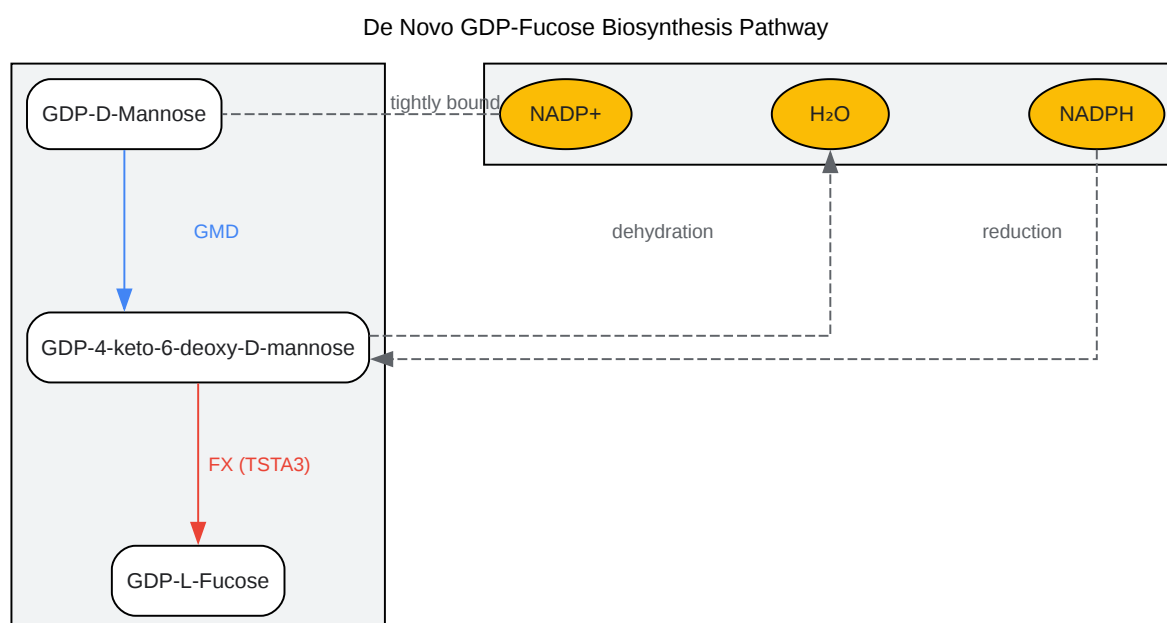 De Novo GDP-Fucose Biosynthesis Pathway
GDP-D-Mannose
tightly bound
NADP+
H₂O
NADPH
GMD
dehydration
reduction
GDP-4-keto-6-deoxy-D-mannose
FX (TSTA3)
GDP-L-Fucose